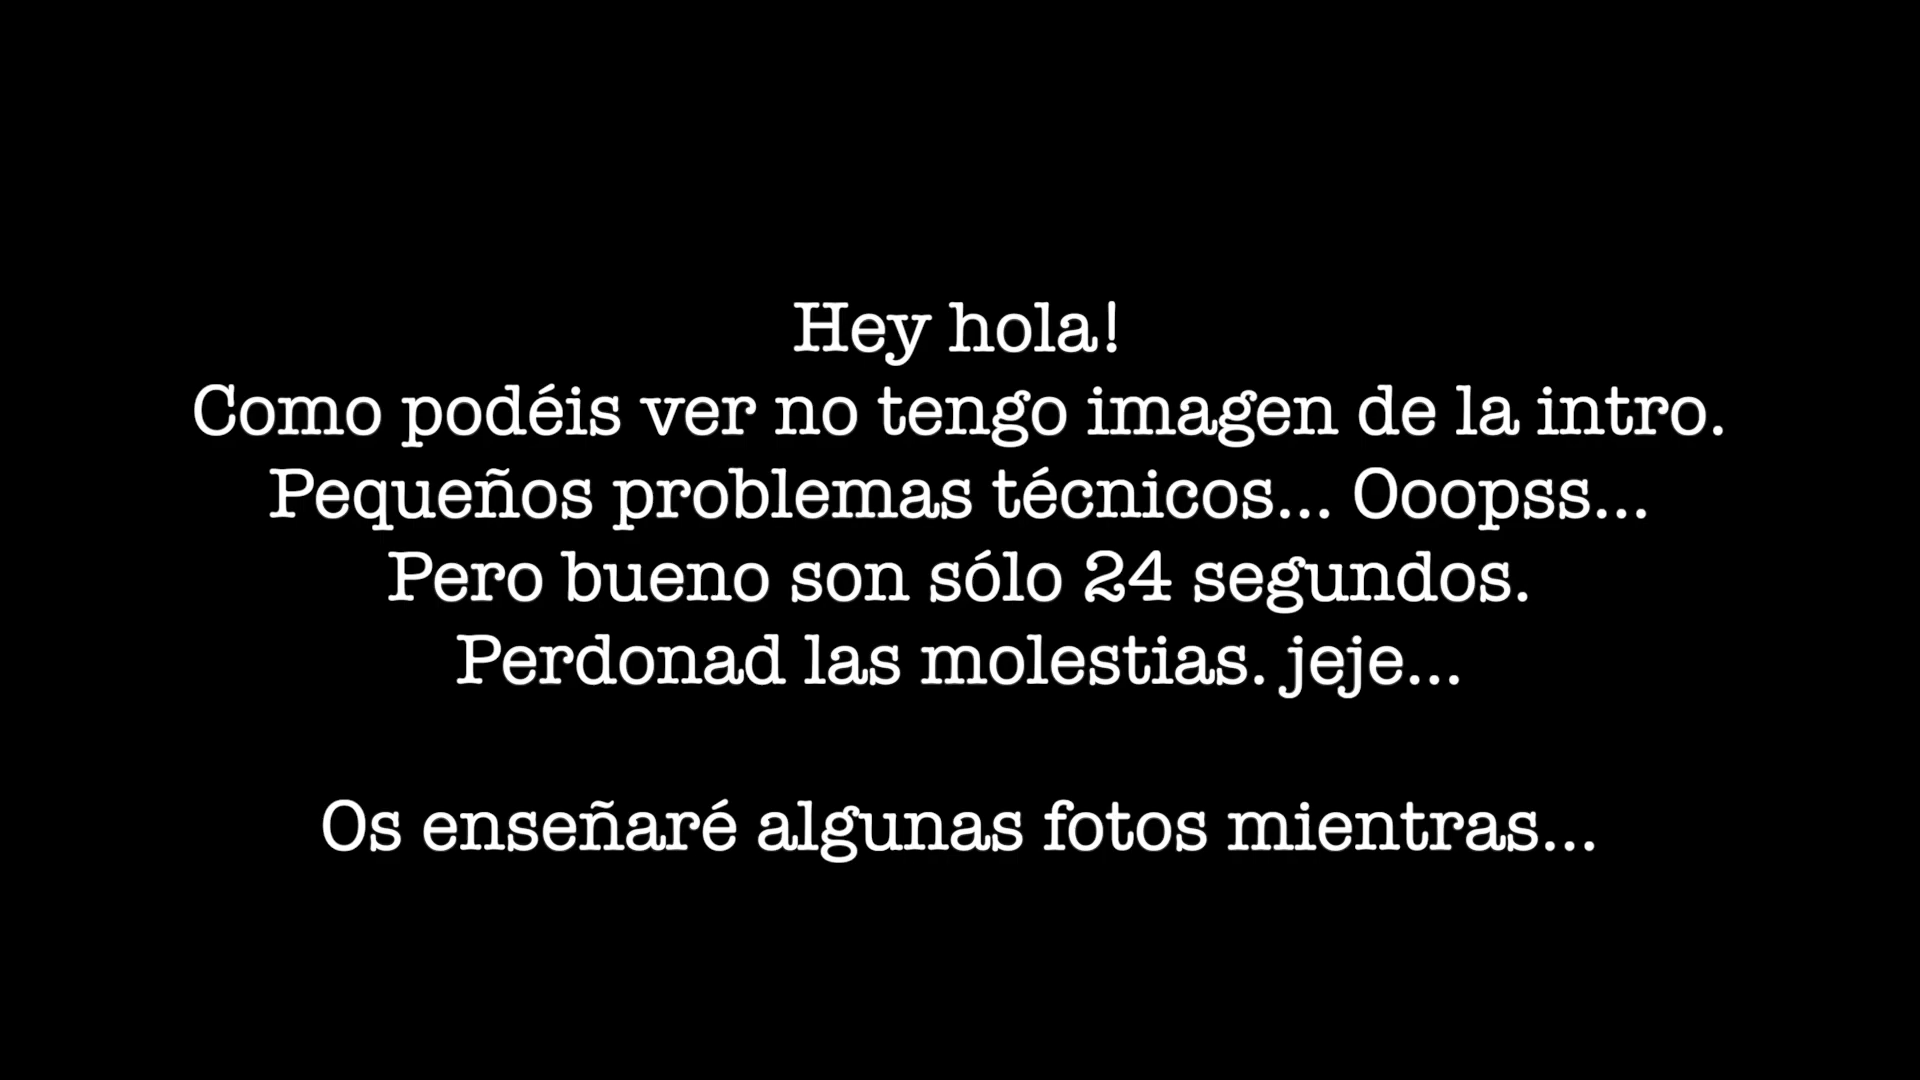 Hey hola!
Como podéis ver no tengo imagen de la intro.
Pequeños problemas técnicos... Ooopss...
Pero bueno son sólo 24 segundos.
Perdonad las molestias. jeje...
Os enseñaré algunas fotos mientras...